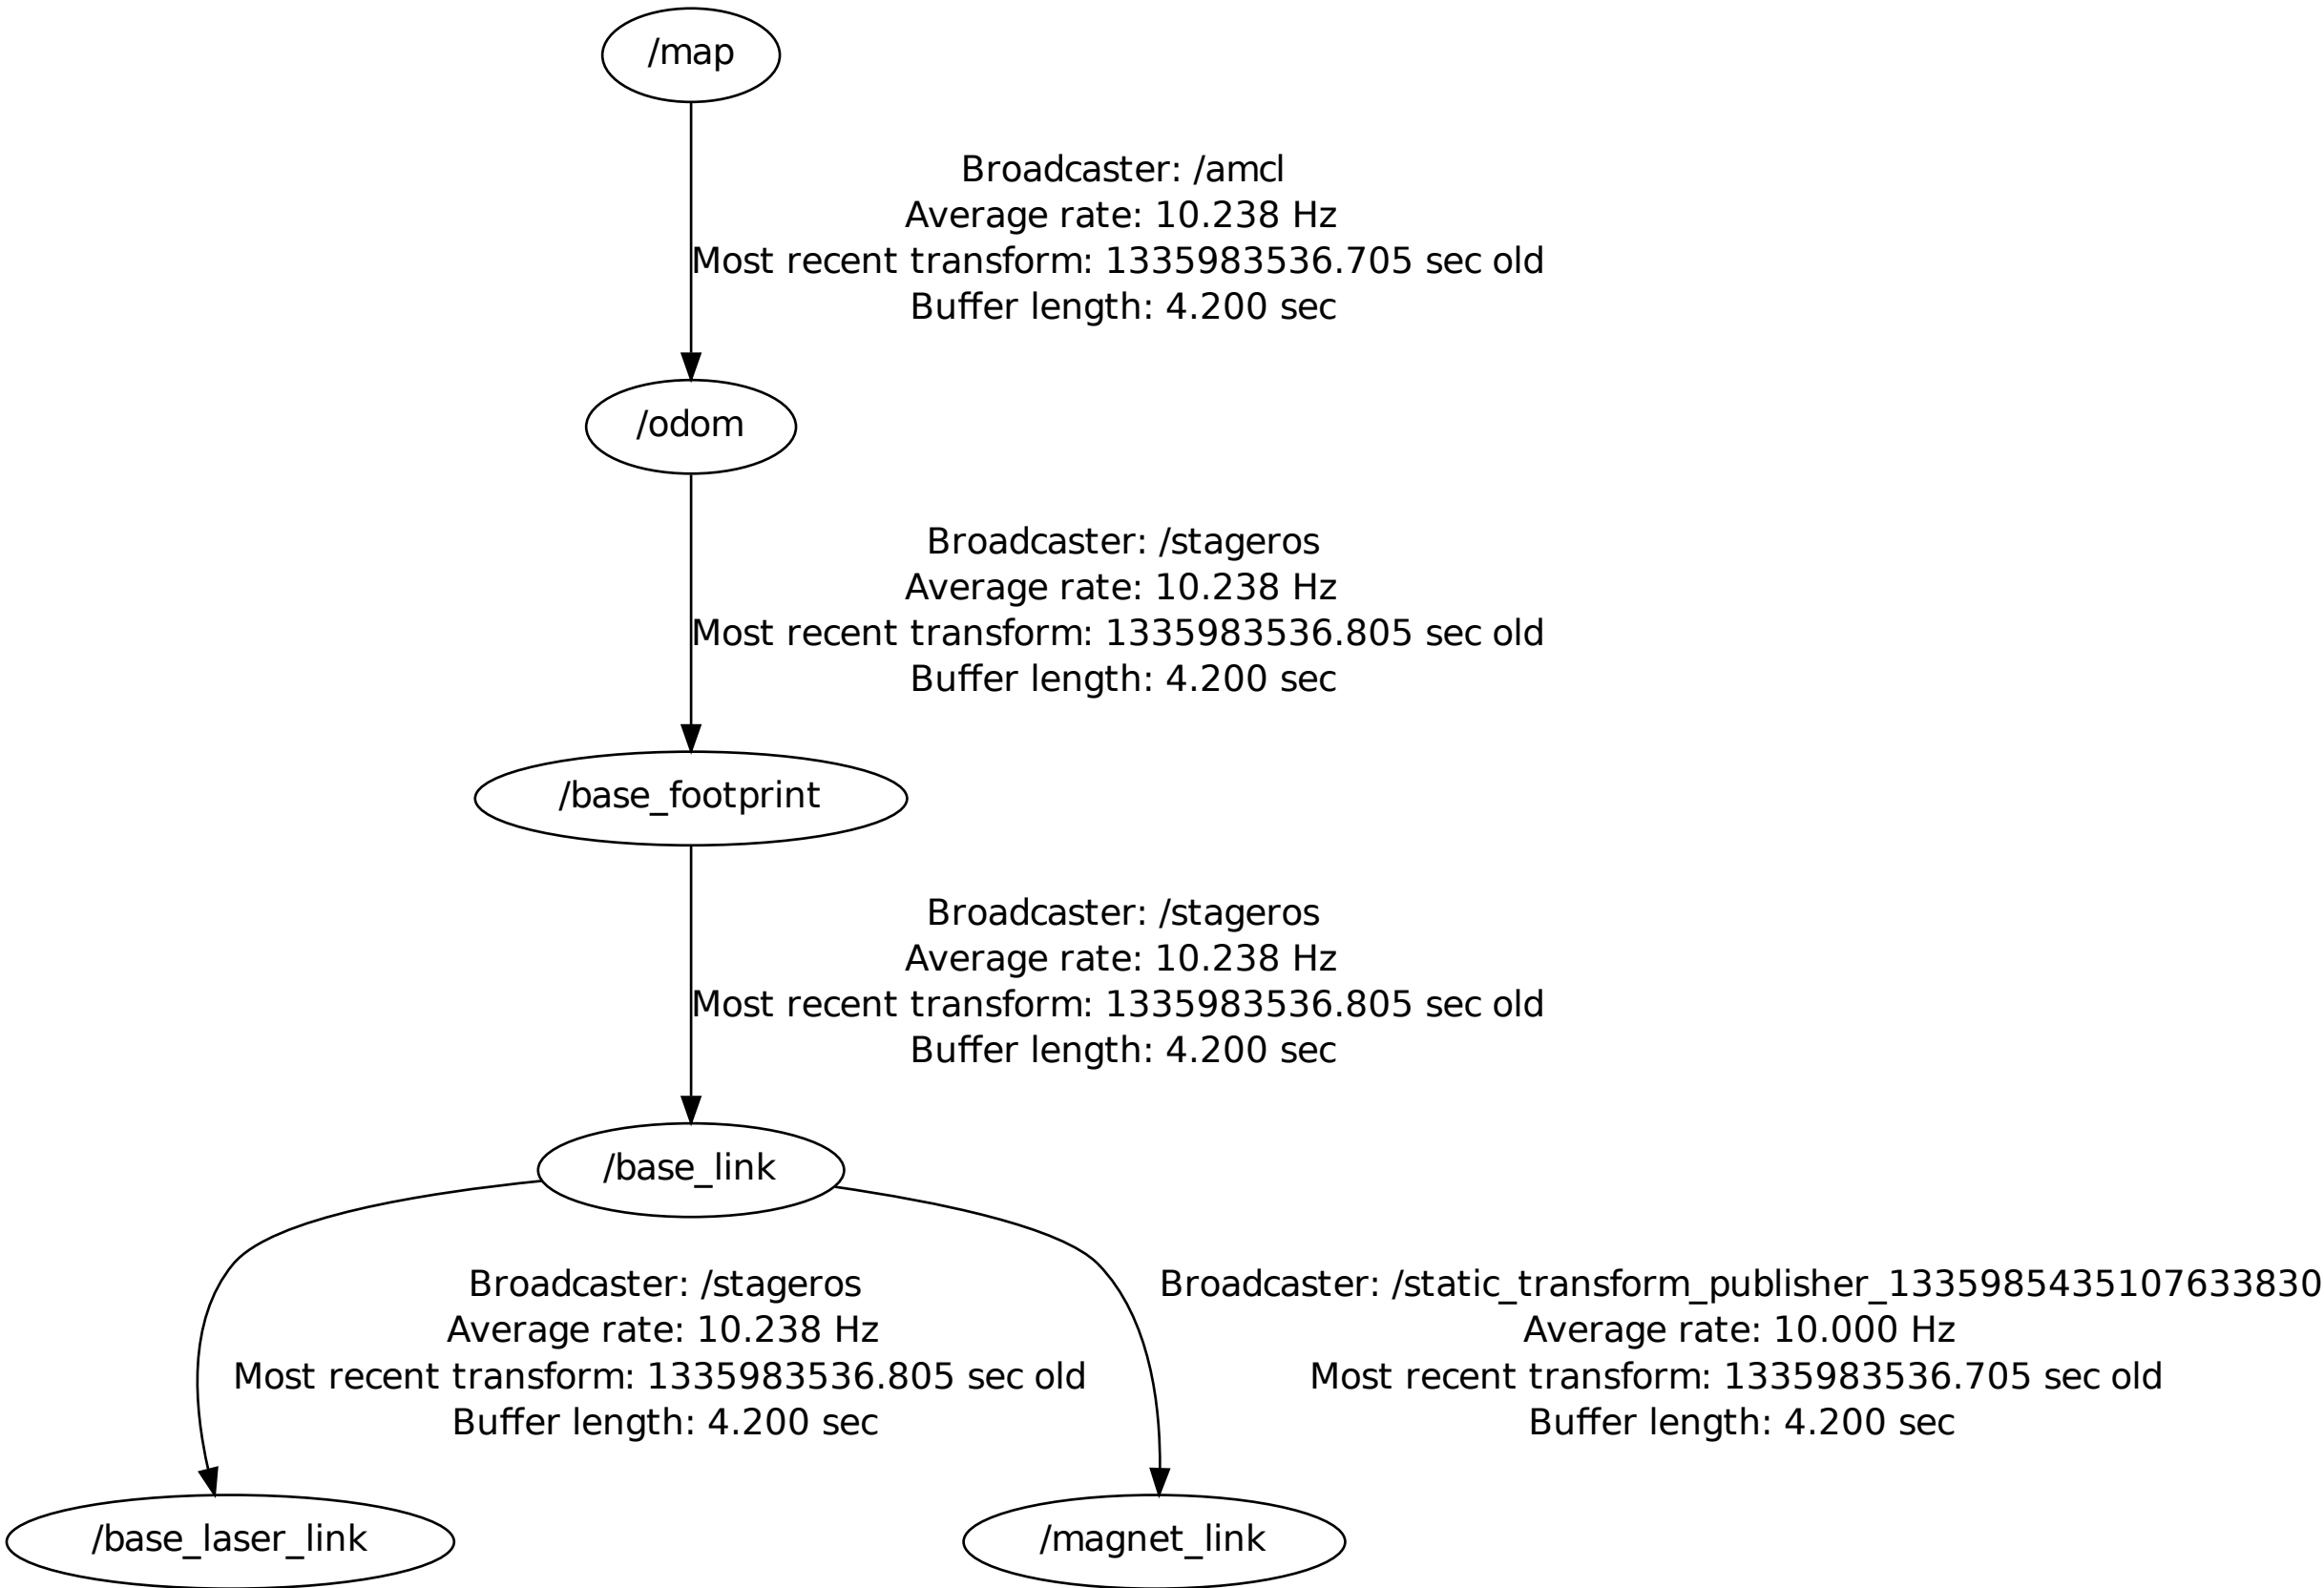 /map
Broadcaster: /amcl
Average rate: 10.238 Hz
Most recent transform: 1335983536.705 sec old
Buffer length: 4.200 sec
/odom
Broadcaster: /stageros
Average rate: 10.238 Hz
Most recent transform: 1335983536.805 sec old
Buffer length: 4.200 sec
/base_footprint
Broadcaster: /stageros
Average rate: 10.238 Hz
Most recent transform: 1335983536.805 sec old
Buffer length: 4.200 sec
/base_link
Broadcaster: /stageros
Average rate: 10.238 Hz
Most recent transform: 1335983536.805 sec old
Buffer length: 4.200 sec
Broadcaster: /static_transform_publisher_1335985435107633830
Average rate: 10.000 Hz
Most recent transform: 1335983536.705 sec old
Buffer length: 4.200 sec
/base_laser_link
/magnet_link